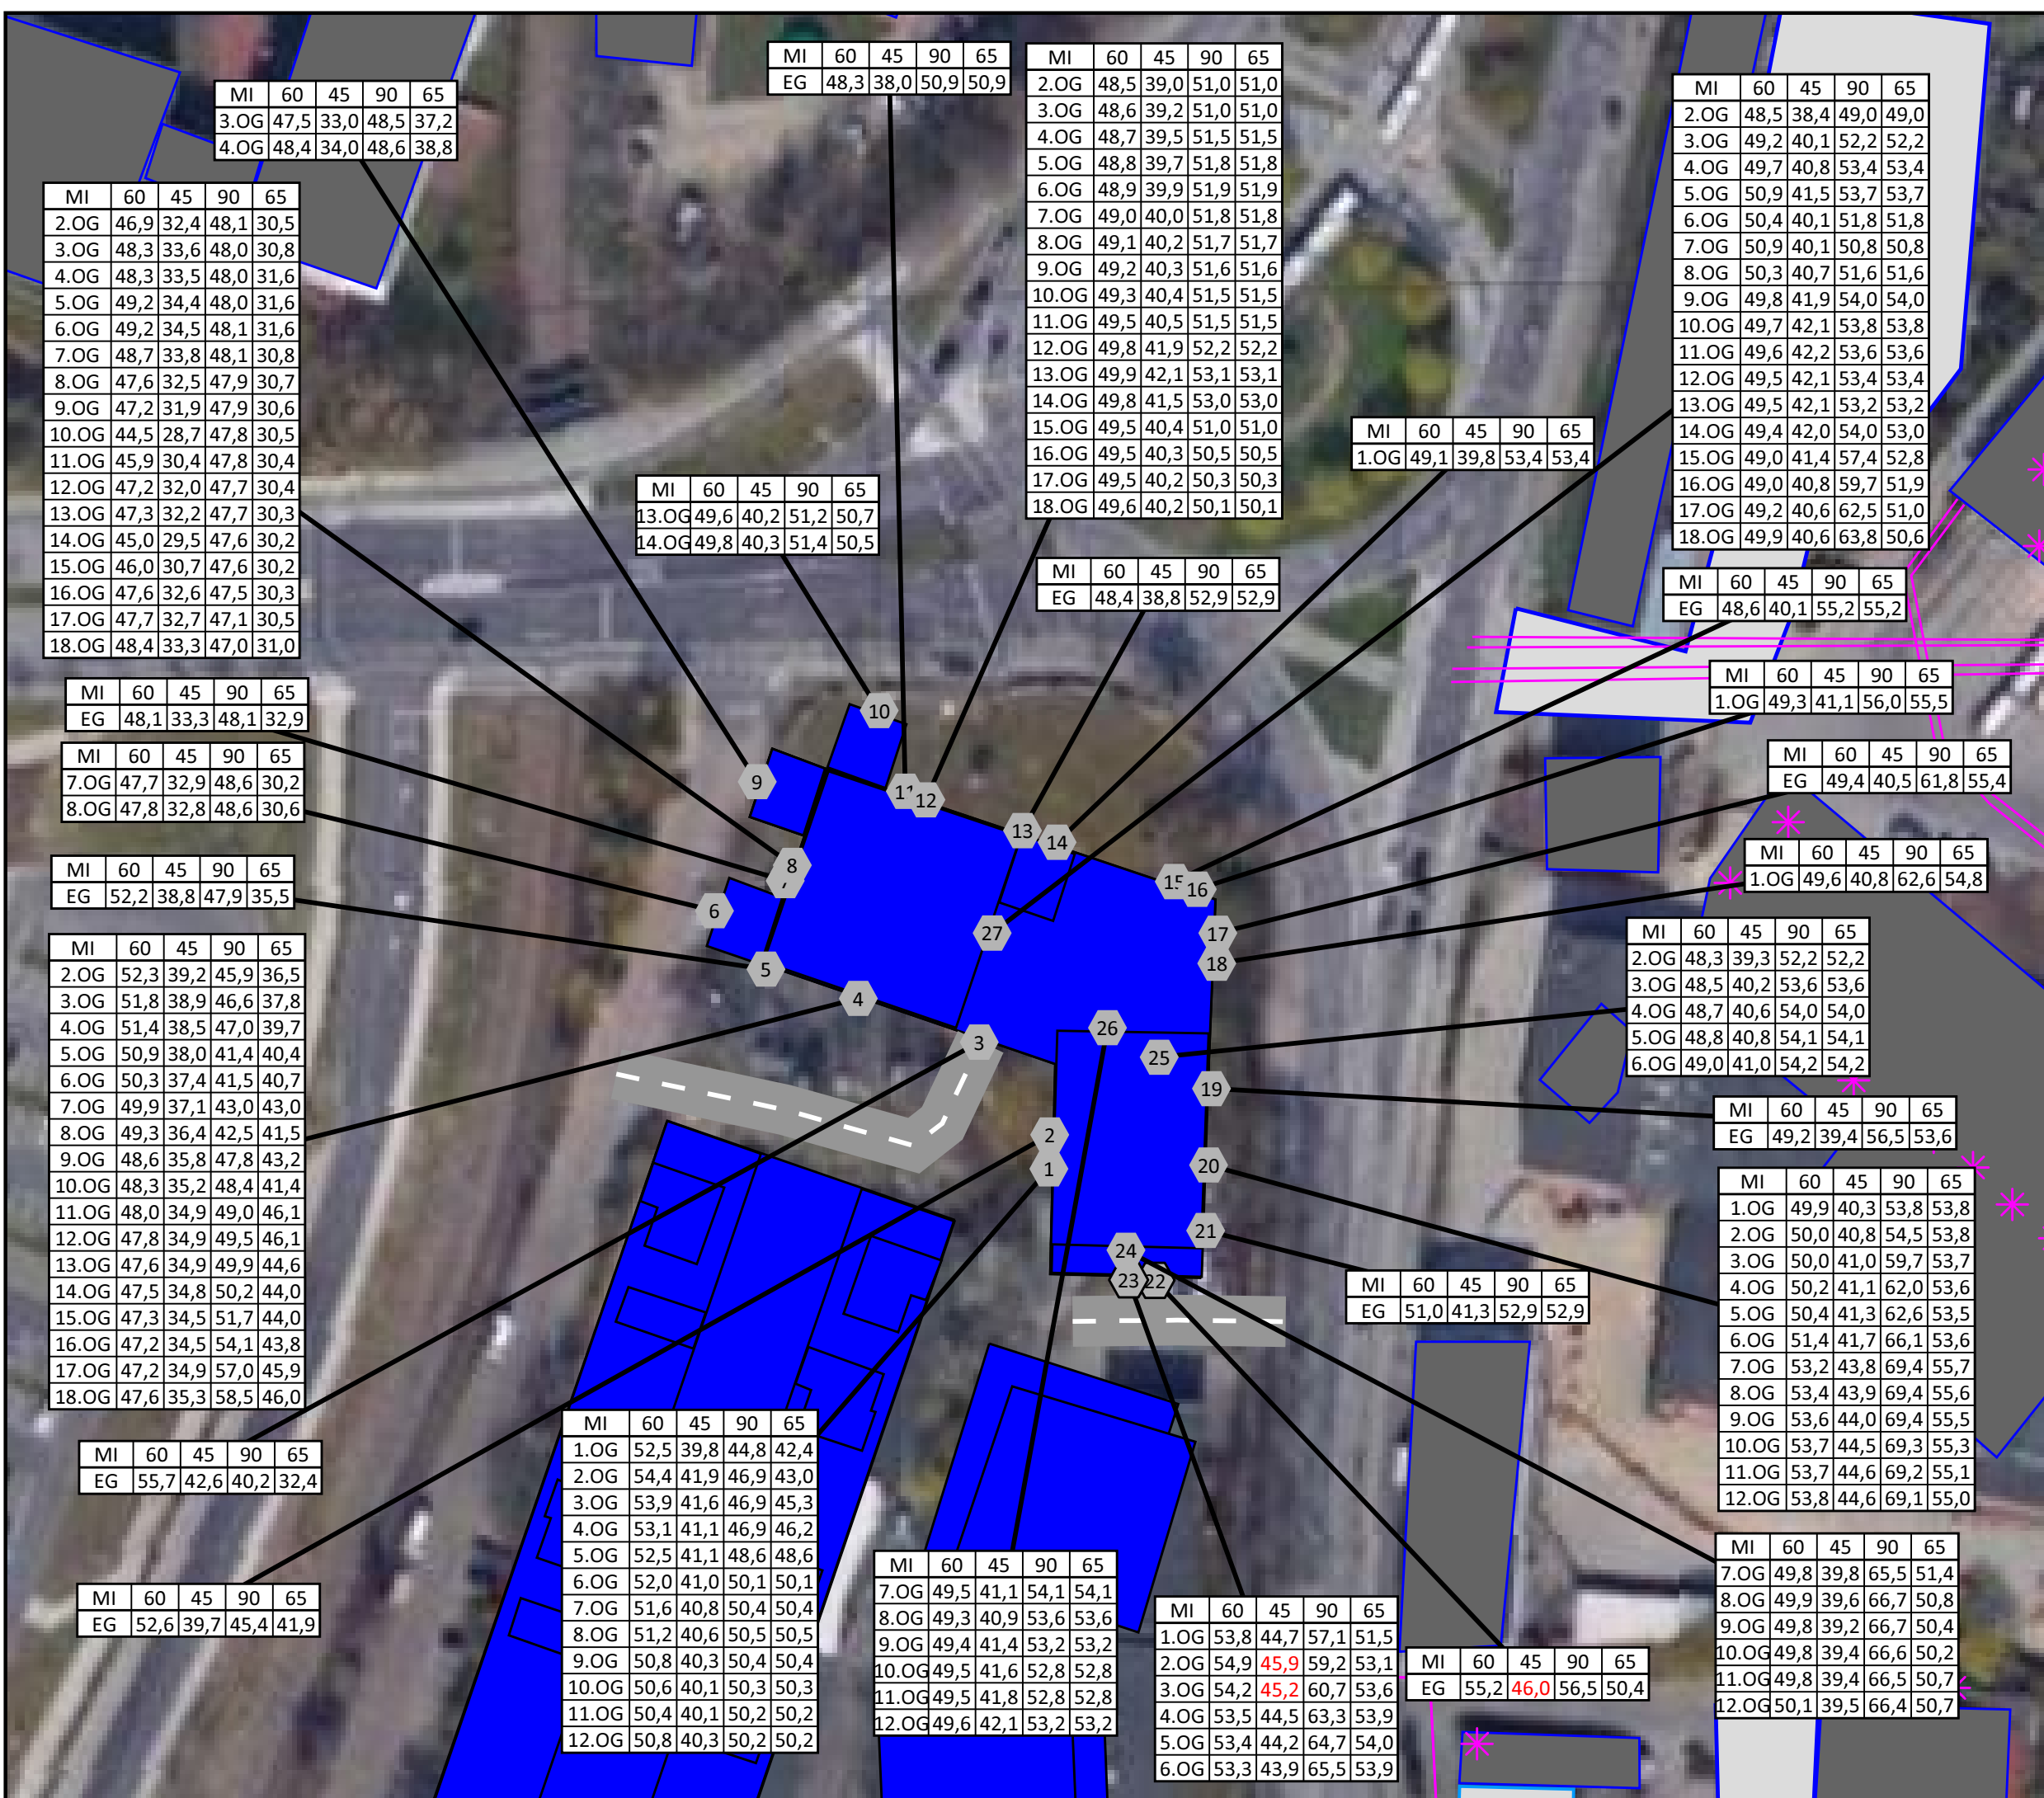 MI 60 45 90 65
3.OG 47,5 33,0 48,5 37,2
4.OG 48,4 34,0 48,6 38,8
MI 60 45 90 65
EG 48,3 38,0 50,9 50,9
MI 60 45 90 65
2.OG 48,5 39,0 51,0 51,0
3.OG 48,6 39,2 51,0 51,0
4.OG 48,7 39,5 51,5 51,5
5.OG 48,8 39,7 51,8 51,8
6.OG 48,9 39,9 51,9 51,9
7.OG 49,0 40,0 51,8 51,8
8.OG 49,1 40,2 51,7 51,7
9.OG 49,2 40,3 51,6 51,6
10.OG 49,3 40,4 51,5 51,5
11.OG 49,5 40,5 51,5 51,5
12.OG 49,8 41,9 52,2 52,2
13.OG 49,9 42,1 53,1 53,1
14.OG 49,8 41,5 53,0 53,0
15.OG 49,5 40,4 51,0 51,0
16.OG 49,5 40,3 50,5 50,5
17.OG 49,5 40,2 50,3 50,3
18.OG 49,6 40,2 50,1 50,1
MI 60 45 90 65
2.OG 48,5 38,4 49,0 49,0
3.OG 49,2 40,1 52,2 52,2
4.OG 49,7 40,8 53,4 53,4
5.OG 50,9 41,5 53,7 53,7
6.OG 50,4 40,1 51,8 51,8
7.OG 50,9 40,1 50,8 50,8
8.OG 50,3 40,7 51,6 51,6
9.OG 49,8 41,9 54,0 54,0
10.OG 49,7 42,1 53,8 53,8
11.OG 49,6 42,2 53,6 53,6
12.OG 49,5 42,1 53,4 53,4
13.OG 49,5 42,1 53,2 53,2
14.OG 49,4 42,0 54,0 53,0
15.OG 49,0 41,4 57,4 52,8
16.OG 49,0 40,8 59,7 51,9
17.OG 49,2 40,6 62,5 51,0
18.OG 49,9 40,6 63,8 50,6
MI 60 45 90 65
2.OG 46,9 32,4 48,1 30,5
3.OG 48,3 33,6 48,0 30,8
4.OG 48,3 33,5 48,0 31,6
5.OG 49,2 34,4 48,0 31,6
6.OG 49,2 34,5 48,1 31,6
7.OG 48,7 33,8 48,1 30,8
8.OG 47,6 32,5 47,9 30,7
9.OG 47,2 31,9 47,9 30,6
10.OG 44,5 28,7 47,8 30,5
11.OG 45,9 30,4 47,8 30,4
12.OG 47,2 32,0 47,7 30,4
13.OG 47,3 32,2 47,7 30,3
14.OG 45,0 29,5 47,6 30,2
15.OG 46,0 30,7 47,6 30,2
16.OG 47,6 32,6 47,5 30,3
17.OG 47,7 32,7 47,1 30,5
18.OG 48,4 33,3 47,0 31,0
MI 60 45 90 65
1.OG 49,1 39,8 53,4 53,4
MI 60 45 90 65
13.OG 49,6 40,2 51,2 50,7
14.OG 49,8 40,3 51,4 50,5
MI 60 45 90 65
EG 48,4 38,8 52,9 52,9
MI 60 45 90 65
EG 48,6 40,1 55,2 55,2
MI 60 45 90 65
1.OG 49,3 41,1 56,0 55,5
MI 60 45 90 65
EG 48,1 33,3 48,1 32,9
MI 60 45 90 65
7.OG 47,7 32,9 48,6 30,2
8.OG 47,8 32,8 48,6 30,6
MI 60 45 90 65
EG 49,4 40,5 61,8 55,4
MI 60 45 90 65
1.OG 49,6 40,8 62,6 54,8
MI 60 45 90 65
EG 52,2 38,8 47,9 35,5
10
9
11
12
13
14
8
15
16
6
27
17
18
5
4
26
3
25
19
2
1
20
21
24
23
22
MI 60 45 90 65
2.OG 48,3 39,3 52,2 52,2
3.OG 48,5 40,2 53,6 53,6
4.OG 48,7 40,6 54,0 54,0
5.OG 48,8 40,8 54,1 54,1
6.OG 49,0 41,0 54,2 54,2
MI 60 45 90 65
2.OG 52,3 39,2 45,9 36,5
3.OG 51,8 38,9 46,6 37,8
4.OG 51,4 38,5 47,0 39,7
5.OG 50,9 38,0 41,4 40,4
6.OG 50,3 37,4 41,5 40,7
7.OG 49,9 37,1 43,0 43,0
8.OG 49,3 36,4 42,5 41,5
9.OG 48,6 35,8 47,8 43,2
10.OG 48,3 35,2 48,4 41,4
11.OG 48,0 34,9 49,0 46,1
12.OG 47,8 34,9 49,5 46,1
13.OG 47,6 34,9 49,9 44,6
14.OG 47,5 34,8 50,2 44,0
15.OG 47,3 34,5 51,7 44,0
16.OG 47,2 34,5 54,1 43,8
17.OG 47,2 34,9 57,0 45,9
18.OG 47,6 35,3 58,5 46,0
MI 60 45 90 65
EG 49,2 39,4 56,5 53,6
MI 60 45 90 65
1.OG 49,9 40,3 53,8 53,8
2.OG 50,0 40,8 54,5 53,8
3.OG 50,0 41,0 59,7 53,7
4.OG 50,2 41,1 62,0 53,6
5.OG 50,4 41,3 62,6 53,5
6.OG 51,4 41,7 66,1 53,6
7.OG 53,2 43,8 69,4 55,7
8.OG 53,4 43,9 69,4 55,6
9.OG 53,6 44,0 69,4 55,5
10.OG 53,7 44,5 69,3 55,3
11.OG 53,7 44,6 69,2 55,1
12.OG 53,8 44,6 69,1 55,0
MI 60 45 90 65
EG 51,0 41,3 52,9 52,9
MI 60 45 90 65
EG 55,7 42,6 40,2 32,4
MI 60 45 90 65
1.OG 52,5 39,8 44,8 42,4
2.OG 54,4 41,9 46,9 43,0
3.OG 53,9 41,6 46,9 45,3
4.OG 53,1 41,1 46,9 46,2
5.OG 52,5 41,1 48,6 48,6
6.OG 52,0 41,0 50,1 50,1
7.OG 51,6 40,8 50,4 50,4
8.OG 51,2 40,6 50,5 50,5
9.OG 50,8 40,3 50,4 50,4
10.OG 50,6 40,1 50,3 50,3
11.OG 50,4 40,1 50,2 50,2
12.OG 50,8 40,3 50,2 50,2
MI 60 45 90 65
EG 52,6 39,7 45,4 41,9
MI 60 45 90 65
7.OG 49,5 41,1 54,1 54,1
8.OG 49,3 40,9 53,6 53,6
9.OG 49,4 41,4 53,2 53,2
10.OG 49,5 41,6 52,8 52,8
11.OG 49,5 41,8 52,8 52,8
12.OG 49,6 42,1 53,2 53,2
MI 60 45 90 65
1.OG 53,8 44,7 57,1 51,5
2.OG 54,9 45,9 59,2 53,1
3.OG 54,2 45,2 60,7 53,6
4.OG 53,5 44,5 63,3 53,9
5.OG 53,4 44,2 64,7 54,0
6.OG 53,3 43,9 65,5 53,9
MI 60 45 90 65
EG 55,2 46,0 56,5 50,4
MI 60 45 90 65
7.OG 49,8 39,8 65,5 51,4
8.OG 49,9 39,6 66,7 50,8
9.OG 49,8 39,2 66,7 50,4
10.OG 49,8 39,4 66,6 50,2
11.OG 49,8 39,4 66,5 50,7
12.OG 50,1 39,5 66,4 50,7